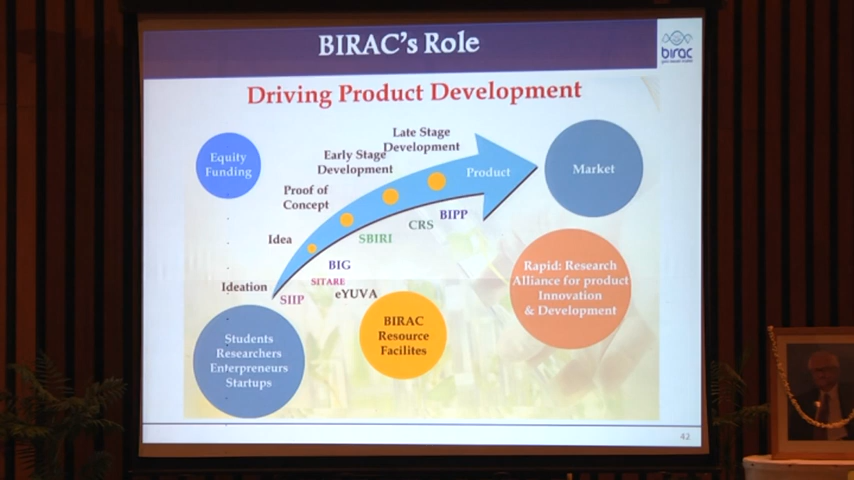 BIRAC's Role
birac
Driving Product Development
Equity
Funding
Late Stage
Development
Early Stage
Development
Proof of
Concept
Idea
Ideation
Product
Market
BIPP
CRS
SBIRI
BIG
SITARE
eYUVA
SIIP
Rapid: Research
Alliance for product
Innovation
& Development
BIRAC
Resource
Facilites
Students
Researchers
Enterpreneurs
Startups
42